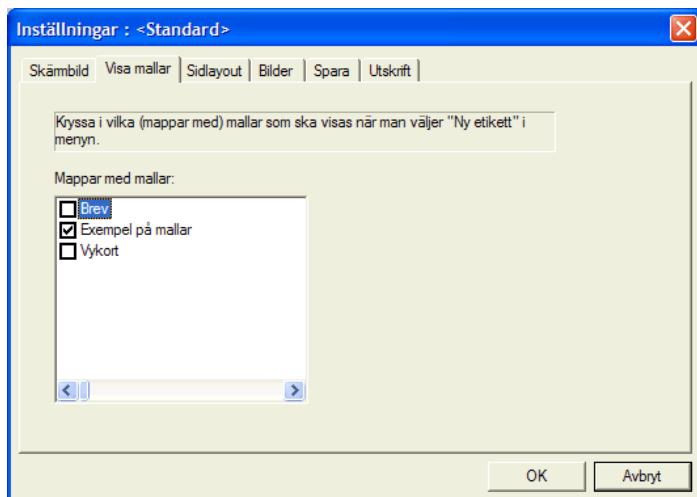 Inställningar : <Standard>
Skämbild Visa mallar Sidlayout Bilder Spara Utskrift
Kryssa i vilka (mappar med) mallar som ska visas när man väljer "Ny etikett" i
menyn.
Mappar med mallar:
Brev
Exempel på mallar
Vykort
OK Avbryt